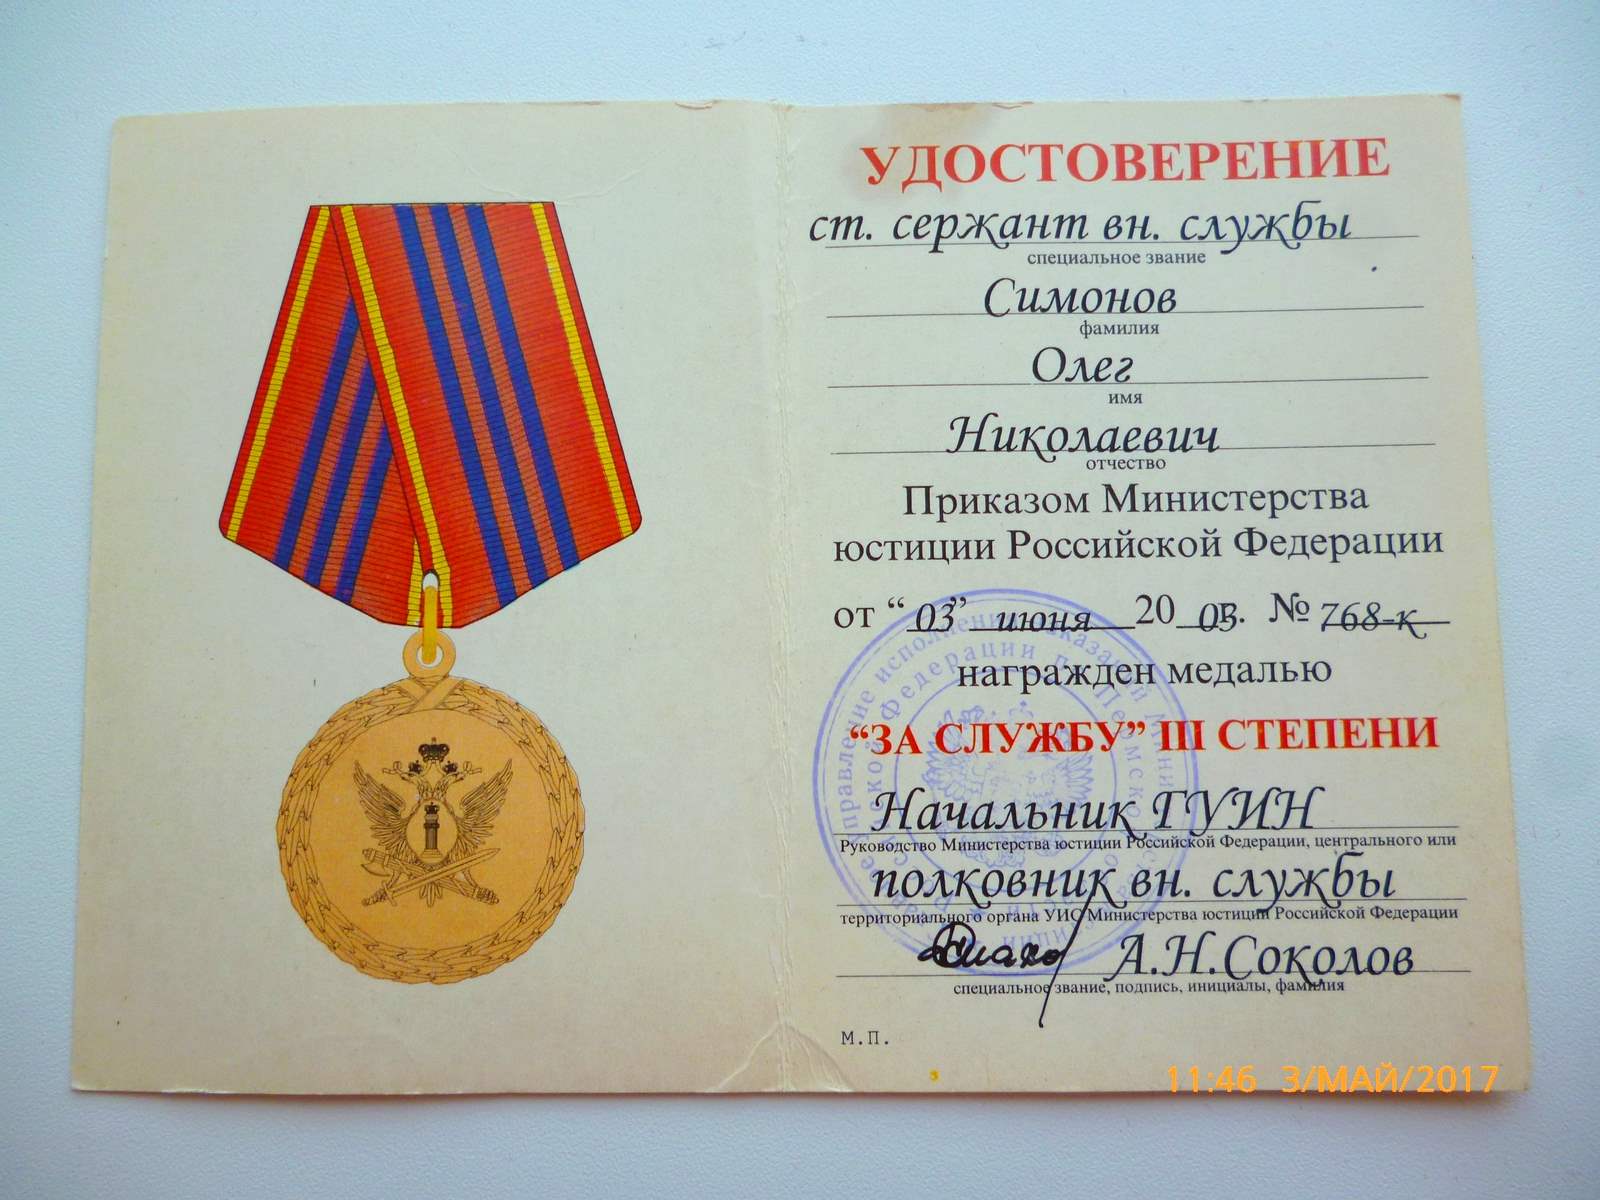 УДОСТОВЕРЕНИЕ
ст. сержант вн. службы
специальное звание
Симонов
фамилия
Олег
имя
Николаевич
отчество
Приказом Министерства
юстиции Российской Федерации
от “03” июня 2003г. № 768-к
награжден медалью
“ЗА СЛУЖБУ” III СТЕПЕНИ
Начальник ГУИН
Руководство Министерства юстиции Российской Федерации, центрального или
полковник вн. службы
территориального органа УИС Министерства юстиции Российской Федерации
А.Н.Соколов
специальное звание, подпись, инициалы, фамилия
М.П.
3
11:46 3/МАЙ/2017